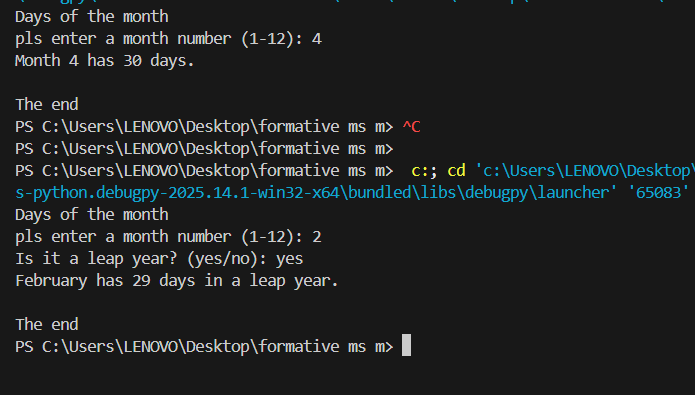 Days of the month
pls enter a month number (1-12): 4
Month 4 has 30 days.
The end
PS C:\Users\LENOVO\Desktop\formative ms m> ^C
PS C:\Users\LENOVO\Desktop\formative ms m>
PS C:\Users\LENOVO\Desktop\formative ms m>  c:; cd 'c:\Users\LENOVO\Desktop\
s-python.debugpy-2025.14.1-win32-x64\bundled\libs\debugpy\launcher' '65083'
Days of the month
pls enter a month number (1-12): 2
Is it a leap year? (yes/no): yes
February has 29 days in a leap year.
The end
PS C:\Users\LENOVO\Desktop\formative ms m>